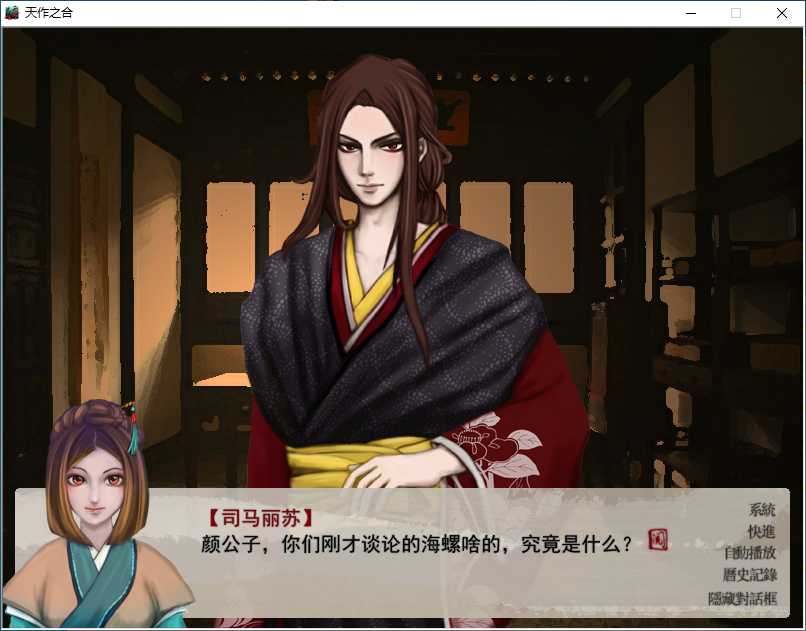 天作之合
【司马丽苏】
颜公子，你们刚才谈论的海螺啥的，究竟是什么？
系統
快進
自動播放
曆史記錄
隱藏對話框